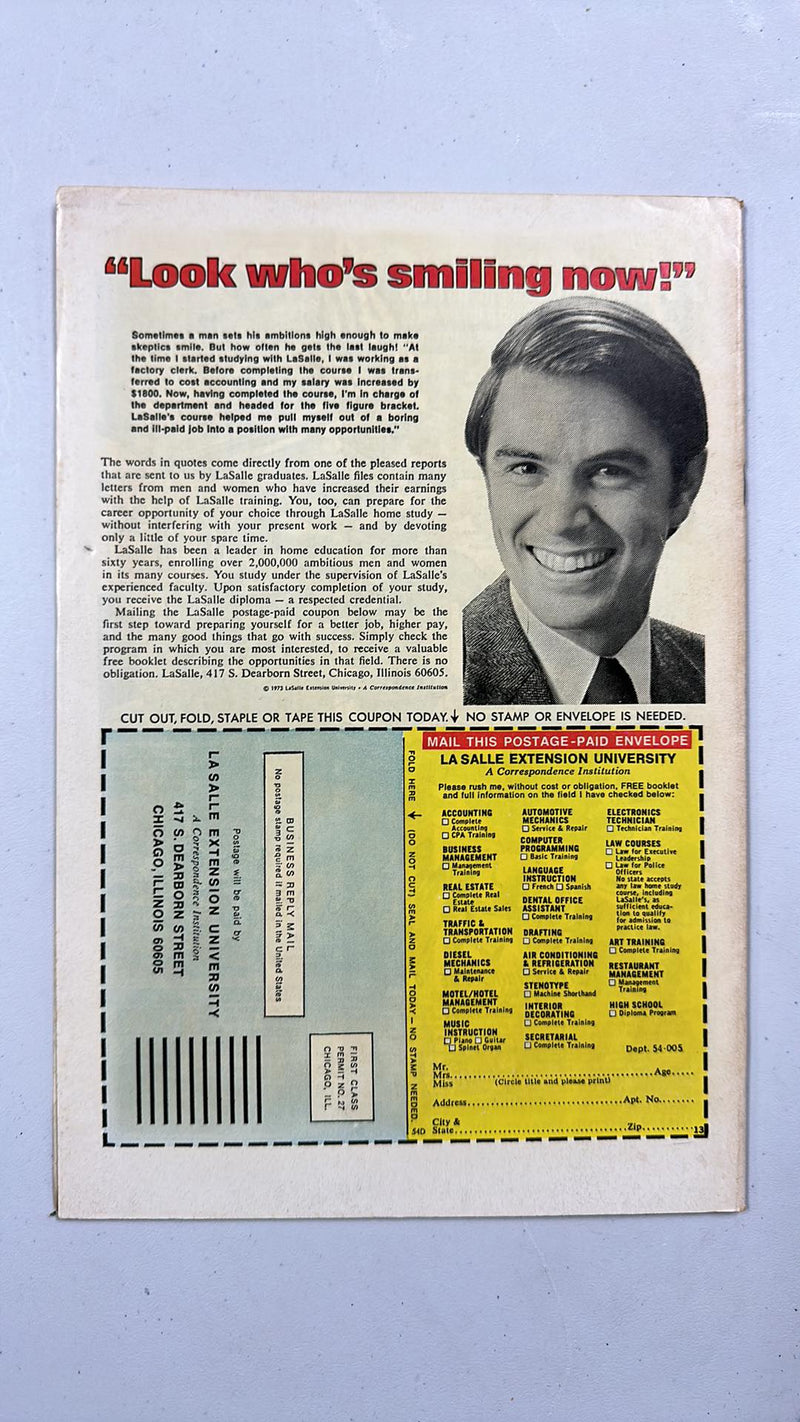 “Look who’s smiling now!”
Sometimes a man sets his ambitions high enough to make
skeptics smile. But how often he gets the last laugh! "At
the time I started studying with LaSalle, I was working as a
factory clerk. Before completing the course I was trans-
ferred to cost accounting and my salary was increased by
$1800. Now, having completed the course, I'm in charge of
the department and headed for the five figure bracket.
LaSalle's course helped me pull myself out of a boring
and ill-paid job into a position with many opportunities."
The words in quotes come directly from one of the pleased reports
that are sent to us by LaSalle graduates. LaSalle files contain many
letters from men and women who have increased their earnings
with the help of LaSalle training. You, too, can prepare for the
career opportunity of your choice through LaSalle home study —
without interfering with your present work — and by devoting
only a little of your spare time.
LaSalle has been a leader in home education for more than
sixty years, enrolling over 2,000,000 ambitious men and women
in its many courses. You study under the supervision of LaSalle's
experienced faculty. Upon satisfactory completion of your study,
you receive the LaSalle diploma — a respected credential.
Mailing the LaSalle postage-paid coupon below may be the
first step toward preparing yourself for a better job, higher pay,
and the many good things that go with success. Simply check the
program in which you are most interested, to receive a valuable
free booklet describing the opportunities in that field. There is no
obligation. LaSalle, 417 S. Dearborn Street, Chicago, Illinois 60605.
© 1973 LaSalle Extension University • A Correspondence Institution
CUT OUT, FOLD, STAPLE OR TAPE THIS COUPON TODAY. ↓ NO STAMP OR ENVELOPE IS NEEDED.
BUSINESS REPLY MAIL
No postage stamp required if mailed in the United States
FIRST CLASS
PERMIT NO. 27
CHICAGO, ILL.
Postage will be paid by
LA SALLE EXTENSION UNIVERSITY
A Correspondence Institution
417 S. DEARBORN STREET
CHICAGO, ILLINOIS 60605
FOLD HERE → (DO NOT CUT) SEAL AND MAIL TODAY — NO STAMP NEEDED.
MAIL THIS POSTAGE-PAID ENVELOPE
LA SALLE EXTENSION UNIVERSITY
A Correspondence Institution
Please rush me, without cost or obligation, FREE booklet
and full information on the field I have checked below:
ACCOUNTING
☐ Complete
Accounting
☐ CPA Training
BUSINESS
MANAGEMENT
☐ Management
Training
REAL ESTATE
☐ Complete Real
Estate
☐ Real Estate Sales
TRAFFIC &
TRANSPORTATION
☐ Complete Training
DIESEL
MECHANICS
☐ Maintenance
& Repair
MOTEL/HOTEL
MANAGEMENT
☐ Complete Training
MUSIC
INSTRUCTION
☐ Piano ☐ Guitar
☐ Spinet Organ
AUTOMOTIVE
MECHANICS
☐ Service & Repair
COMPUTER
PROGRAMMING
☐ Basic Training
LANGUAGE
INSTRUCTION
☐ French ☐ Spanish
DENTAL OFFICE
ASSISTANT
☐ Complete Training
DRAFTING
☐ Complete Training
AIR CONDITIONING
& REFRIGERATION
☐ Service & Repair
STENOTYPE
☐ Machine Shorthand
INTERIOR
DECORATING
☐ Complete Training
SECRETARIAL
☐ Complete Training
ELECTRONICS
TECHNICIAN
☐ Technician Training
LAW COURSES
☐ Law for Executive
Leadership
☐ Law for Police
Officers
No state accepts
any law home study
course, including
LaSalle's, as
sufficient educa-
tion to qualify
for admission to
practice law.
ART TRAINING
☐ Complete Training
RESTAURANT
MANAGEMENT
☐ Management
Training
HIGH SCHOOL
☐ Diploma Program
Dept. 54-005
Mr.
Mrs. Age
Miss (Circle title and please print)
Address Apt. No.
City &
54D State Zip 13